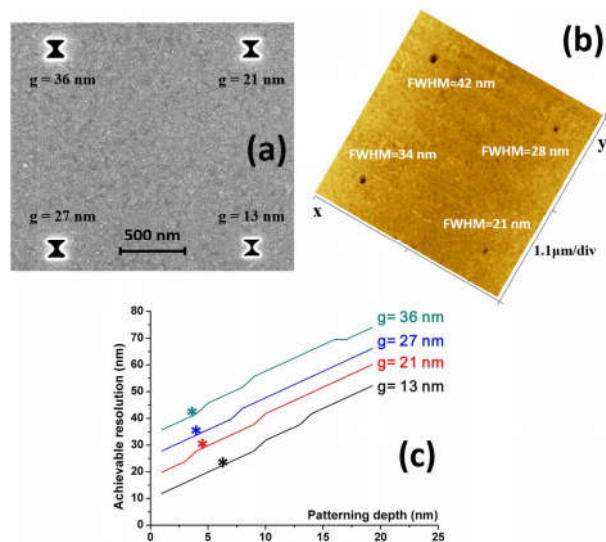 g = 36 nm
g = 21 nm
(a)
g = 27 nm
g = 13 nm
500 nm
(b)
FWHM=42 nm
y
FWHM=34 nm
FWHM=28 nm
x
FWHM=21 nm
1.1µm/div
80
70
60
50
40
30
20
10
0
Achievable resolution (nm)
g= 36 nm
g= 27 nm
g= 21 nm
g= 13 nm
*
*
*
*
(c)
Patterning depth (nm)
0
5
10
15
20
25